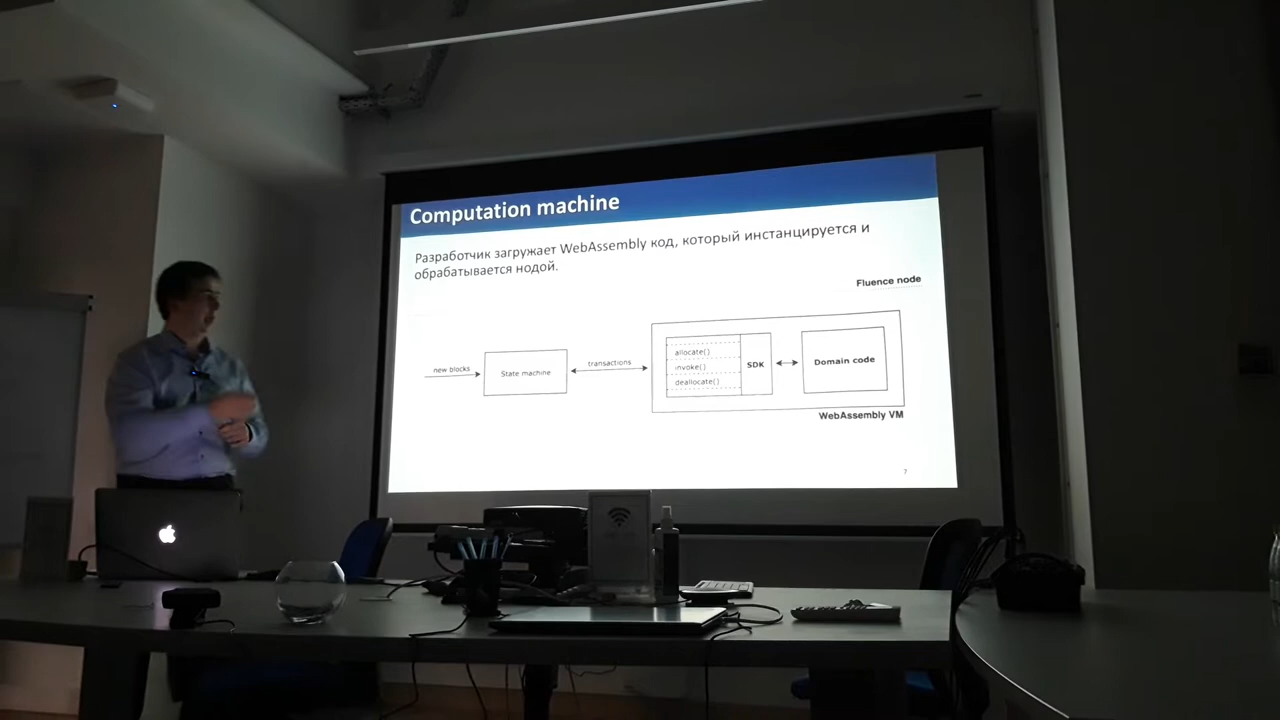 Computation machine
Разработчик загружает WebAssembly код, который инстанцируется и
обрабатывается нодой.
Fluence node
new blocks
State machine
transactions
allocate()
invoke()
deallocate()
SDK
Domain code
WebAssembly VM
7